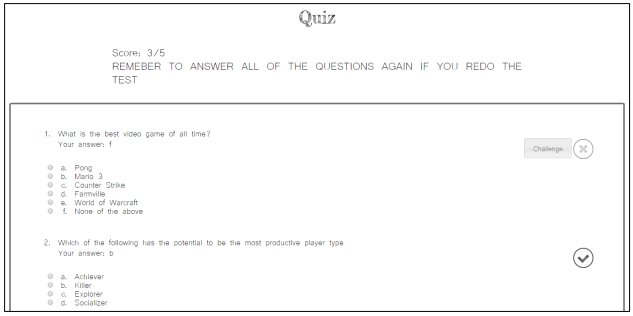 Quiz
Score: 3/5
REMEBER TO ANSWER ALL OF THE QUESTIONS AGAIN IF YOU REDO THE
TEST
1. What is the best video game of all time?
Your answer: f
Challenge
a. Pong
b. Mario 3
c. Counter Strike
d. Farmville
e. World of Warcraft
f. None of the above
2. Which of the following has the potential to be the most productive player type
Your answer: b
a. Achiever
b. Killer
c. Explorer
d. Socializer